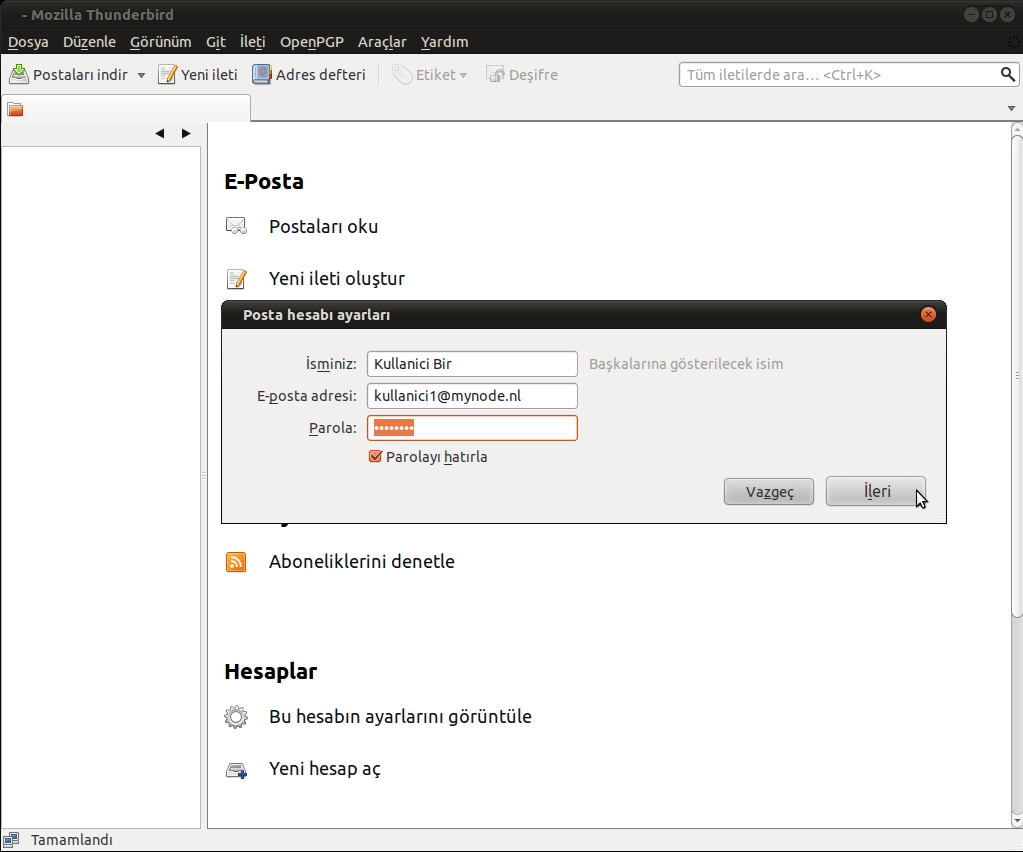 - Mozilla Thunderbird
Dosya Düzenle Görünüm Git İleti OpenPGP Araçlar Yardım
Postaları indir Yeni ileti Adres defteri Etiket Deşifre Tüm iletilerde ara... <Ctrl+K>
E-Posta
Postaları oku
Yeni ileti oluştur
Posta hesabı ayarları
İsminiz: Kullanici Bir Başkalarına gösterilecek isim
E-posta adresi: kullanici1@mynode.nl
Parola: ••••••••
Parolayı hatırla
Vazgeç İleri
Aboneliklerini denetle
Hesaplar
Bu hesabın ayarlarını görüntüle
Yeni hesap aç
Tamamlandı